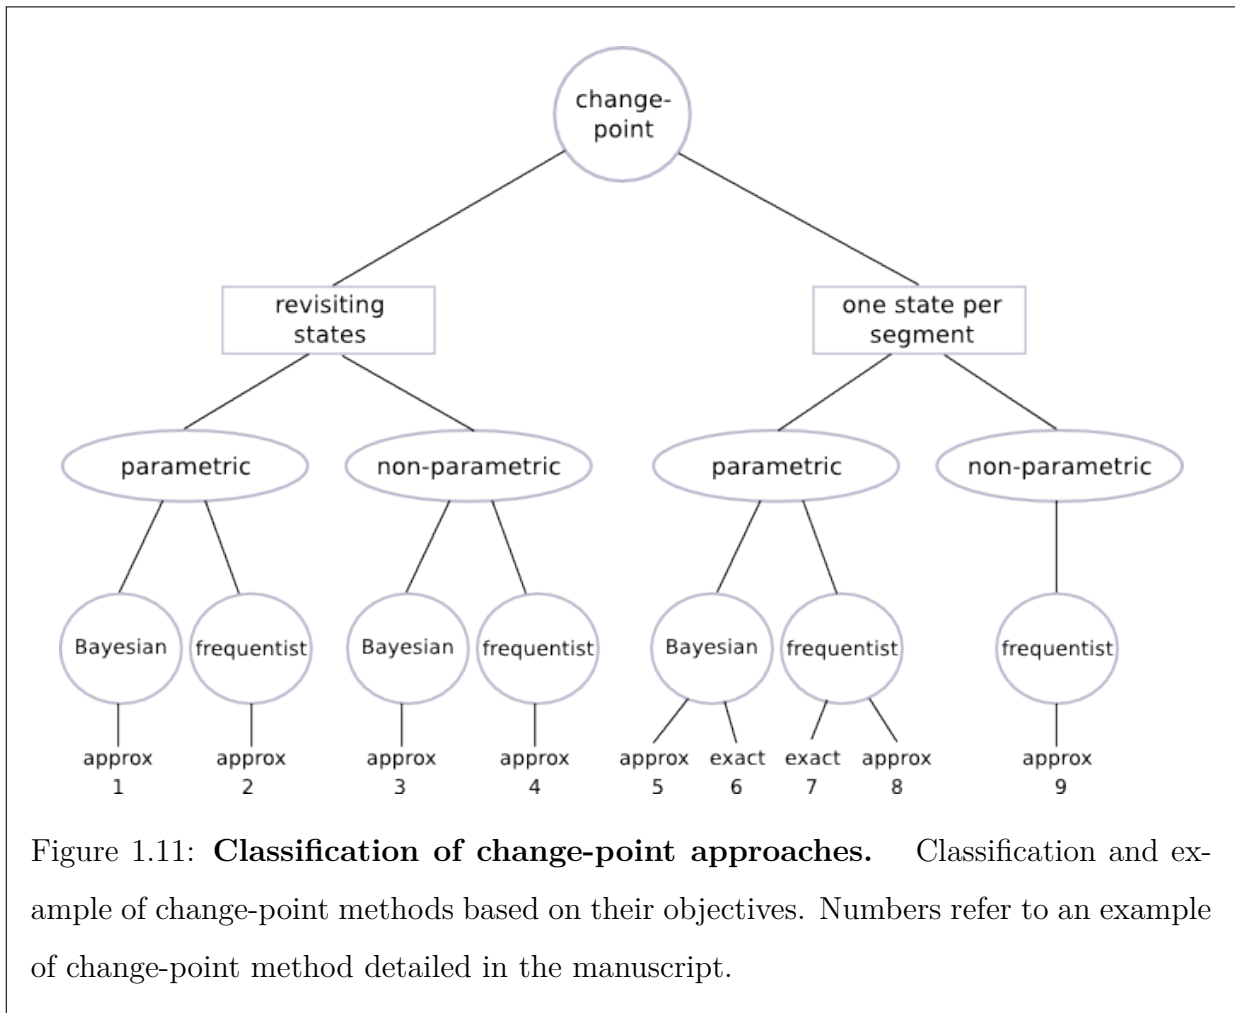 change-
point
revisiting
states
one state per
segment
parametric non-parametric parametric non-parametric
Bayesian frequentist Bayesian frequentist Bayesian frequentist frequentist
approx approx approx approx approx exact exact approx approx
1 2 3 4 5 6 7 8 9
Figure 1.11: Classification of change-point approaches. Classification and ex-
ample of change-point methods based on their objectives. Numbers refer to an example
of change-point method detailed in the manuscript.